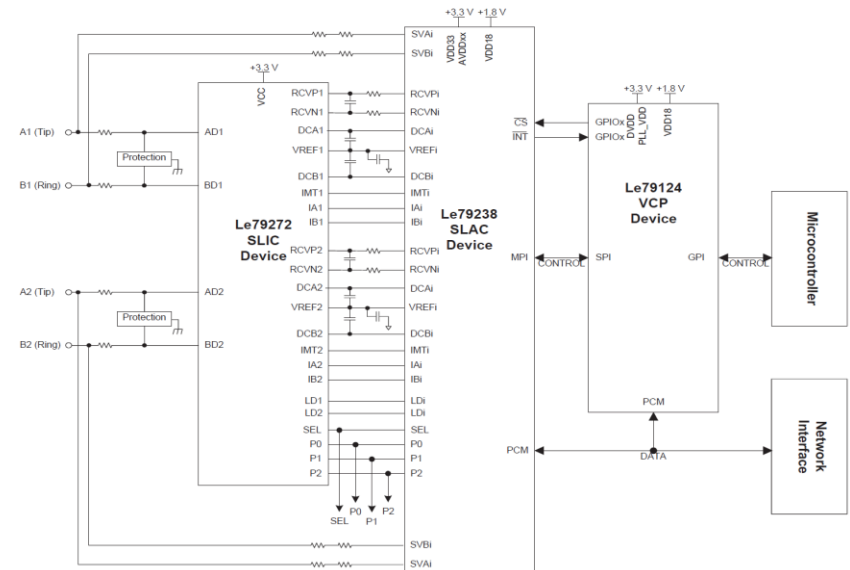 +3.3 V +1.8 V
SVAi
SVBi
VDD33
AVDDxx
VDD18
+3.3 V
VCC
RCVP1
RCVPi
RCVN1
RCVNi
A1 (Tip)
AD1
DCA1
DCAi
Protection
VREF1
VREFi
B1 (Ring)
BD1
DCB1
DCBi
IMT1
IMTi
IA1
IAi
IB1
IBi
Le79272
SLIC
Device
Le79238
SLAC
Device
RCVP2
RCVPi
RCVN2
RCVNi
A2 (Tip)
AD2
DCA2
DCAi
Protection
VREF2
VREFi
B2 (Ring)
BD2
DCB2
DCBi
IMT2
IMTi
IA2
IAi
IB2
IBi
LD1
LDi
LD2
LDi
SEL
SEL
P0
P0
P1
P1
P2
P2
SEL
P0
P1
P2
SVBi
SVAi
CS
INT
MPI
PCM
+3.3 V +1.8 V
GPIOx
GPIOx
DVDD
PLL_VDD
VDD18
Le79124
VCP
Device
CONTROL
SPI
GPI
CONTROL
PCM
DATA
Microcontroller
Network
Interface